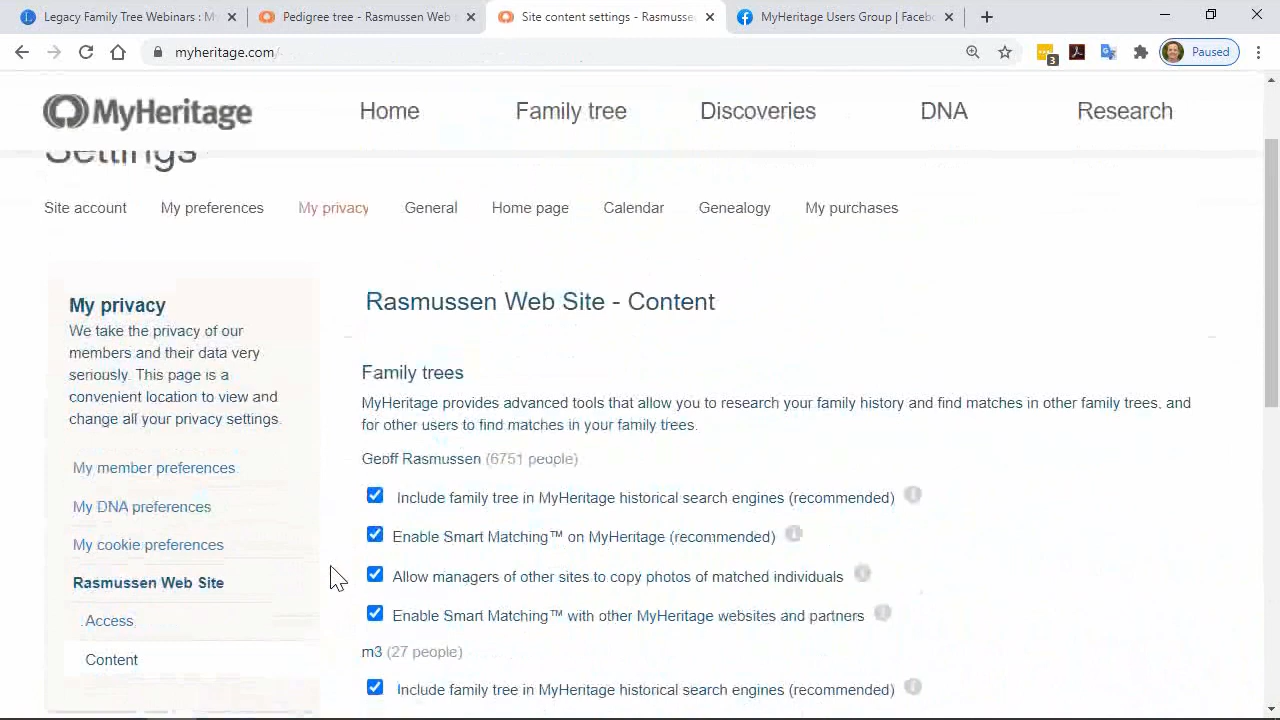 Legacy Family Tree Webinars : My
Pedigree tree - Rasmussen Web
Site content settings - Rasmusse
MyHeritage Users Group | Faceb
myheritage.com/
3
Paused
MyHeritage
Home
Family tree
Discoveries
DNA
Research
Settings
Site account
My preferences
My privacy
General
Home page
Calendar
Genealogy
My purchases
My privacy
We take the privacy of our
members and their data very
seriously. This page is a
convenient location to view and
change all your privacy settings.
My member preferences
My DNA preferences
My cookie preferences
Rasmussen Web Site
Access
Content
Rasmussen Web Site - Content
Family trees
MyHeritage provides advanced tools that allow you to research your family history and find matches in other family trees, and
for other users to find matches in your family trees.
Geoff Rasmussen (6751 people)
Include family tree in MyHeritage historical search engines (recommended)
Enable Smart Matching™ on MyHeritage (recommended)
Allow managers of other sites to copy photos of matched individuals
Enable Smart Matching™ with other MyHeritage websites and partners
m3 (27 people)
Include family tree in MyHeritage historical search engines (recommended)